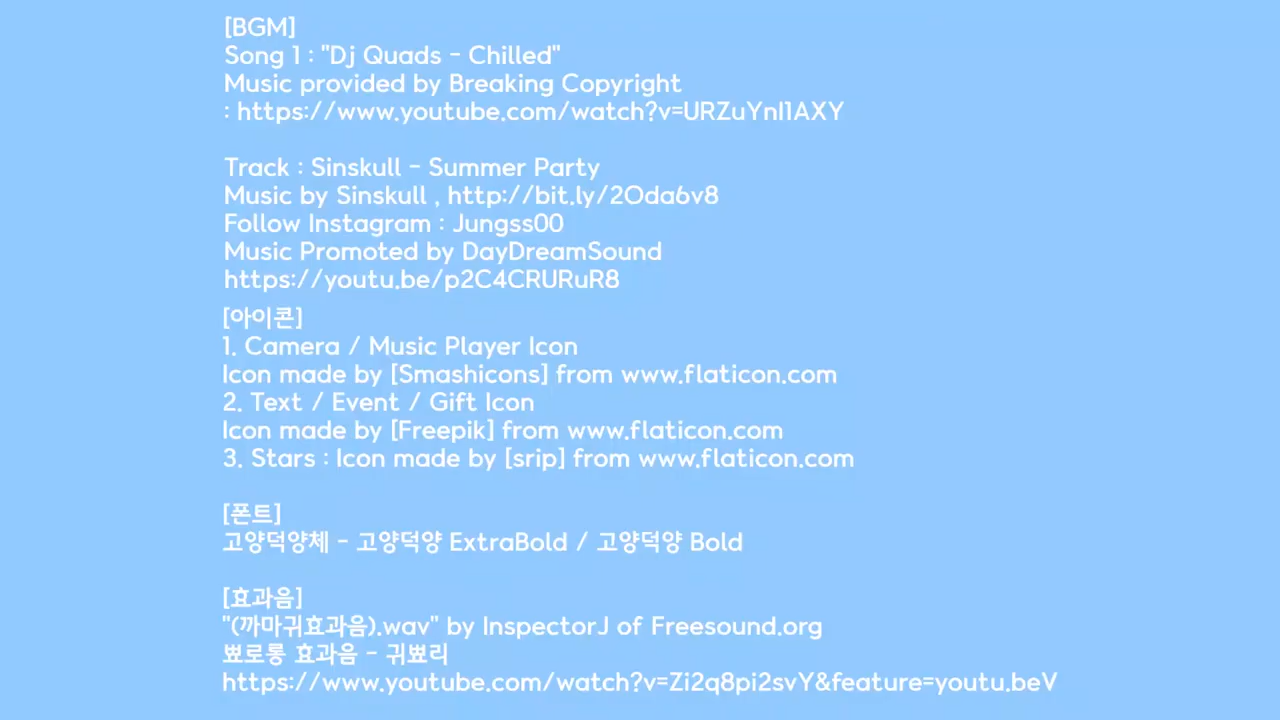 [BGM]
Song 1 : "Dj Quads - Chilled"
Music provided by Breaking Copyright
: https://www.youtube.com/watch?v=URZuYnI1AXY
Track : Sinskull - Summer Party
Music by Sinskull , http://bit.ly/2Oda6v8
Follow Instagram : Jungss00
Music Promoted by DayDreamSound
https://youtu.be/p2C4CRURuR8
[아이콘]
1. Camera / Music Player Icon
Icon made by [Smashicons] from www.flaticon.com
2. Text / Event / Gift Icon
Icon made by [Freepik] from www.flaticon.com
3. Stars : Icon made by [srip] from www.flaticon.com
[폰트]
고양덕양체 - 고양덕양 ExtraBold / 고양덕양 Bold
[효과음]
"(까마귀효과음).wav" by InspectorJ of Freesound.org
뾰로롱 효과음 - 귀뾰리
https://www.youtube.com/watch?v=Zi2q8pi2svY&feature=youtu.beV